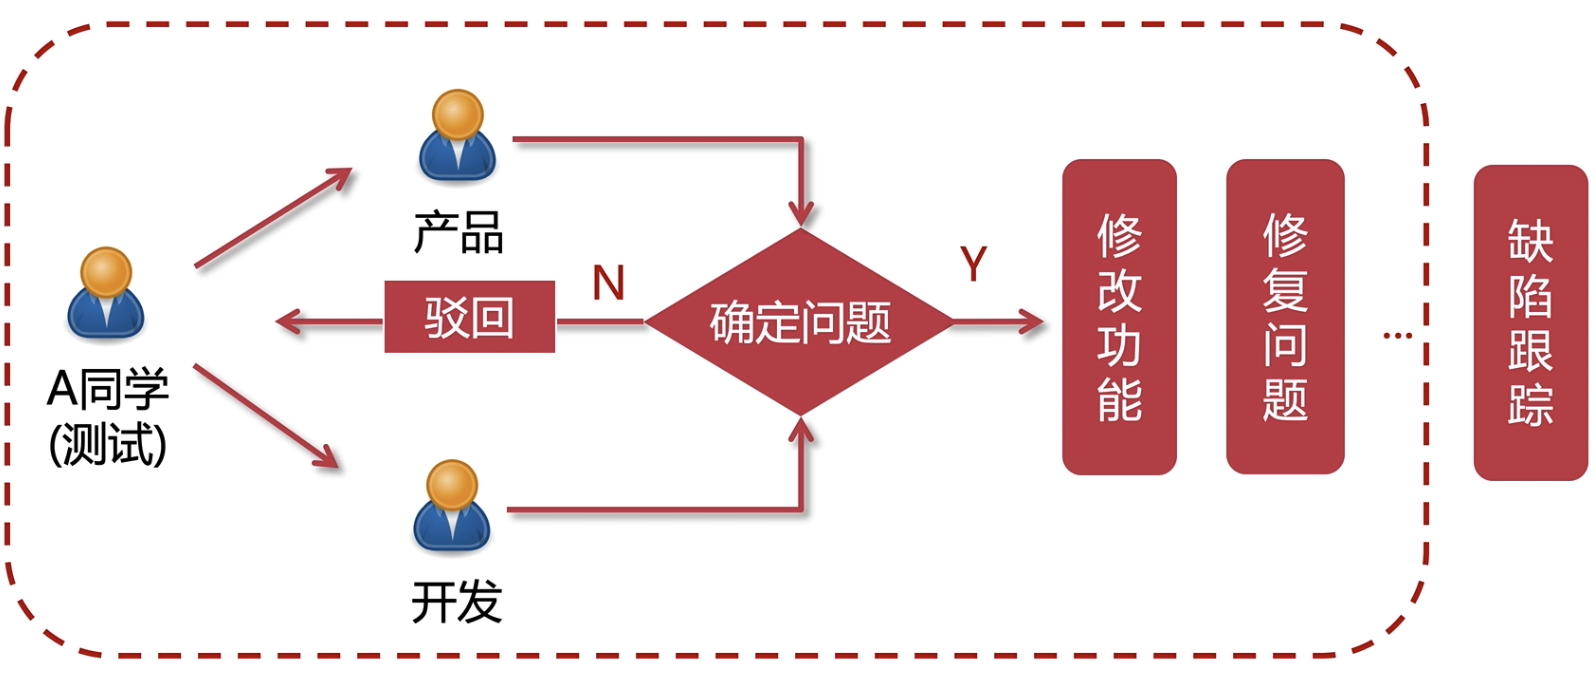 产品
A同学
(测试)
驳回
N
确定问题
Y
开发
修改功能
修复问题
...
缺陷跟踪